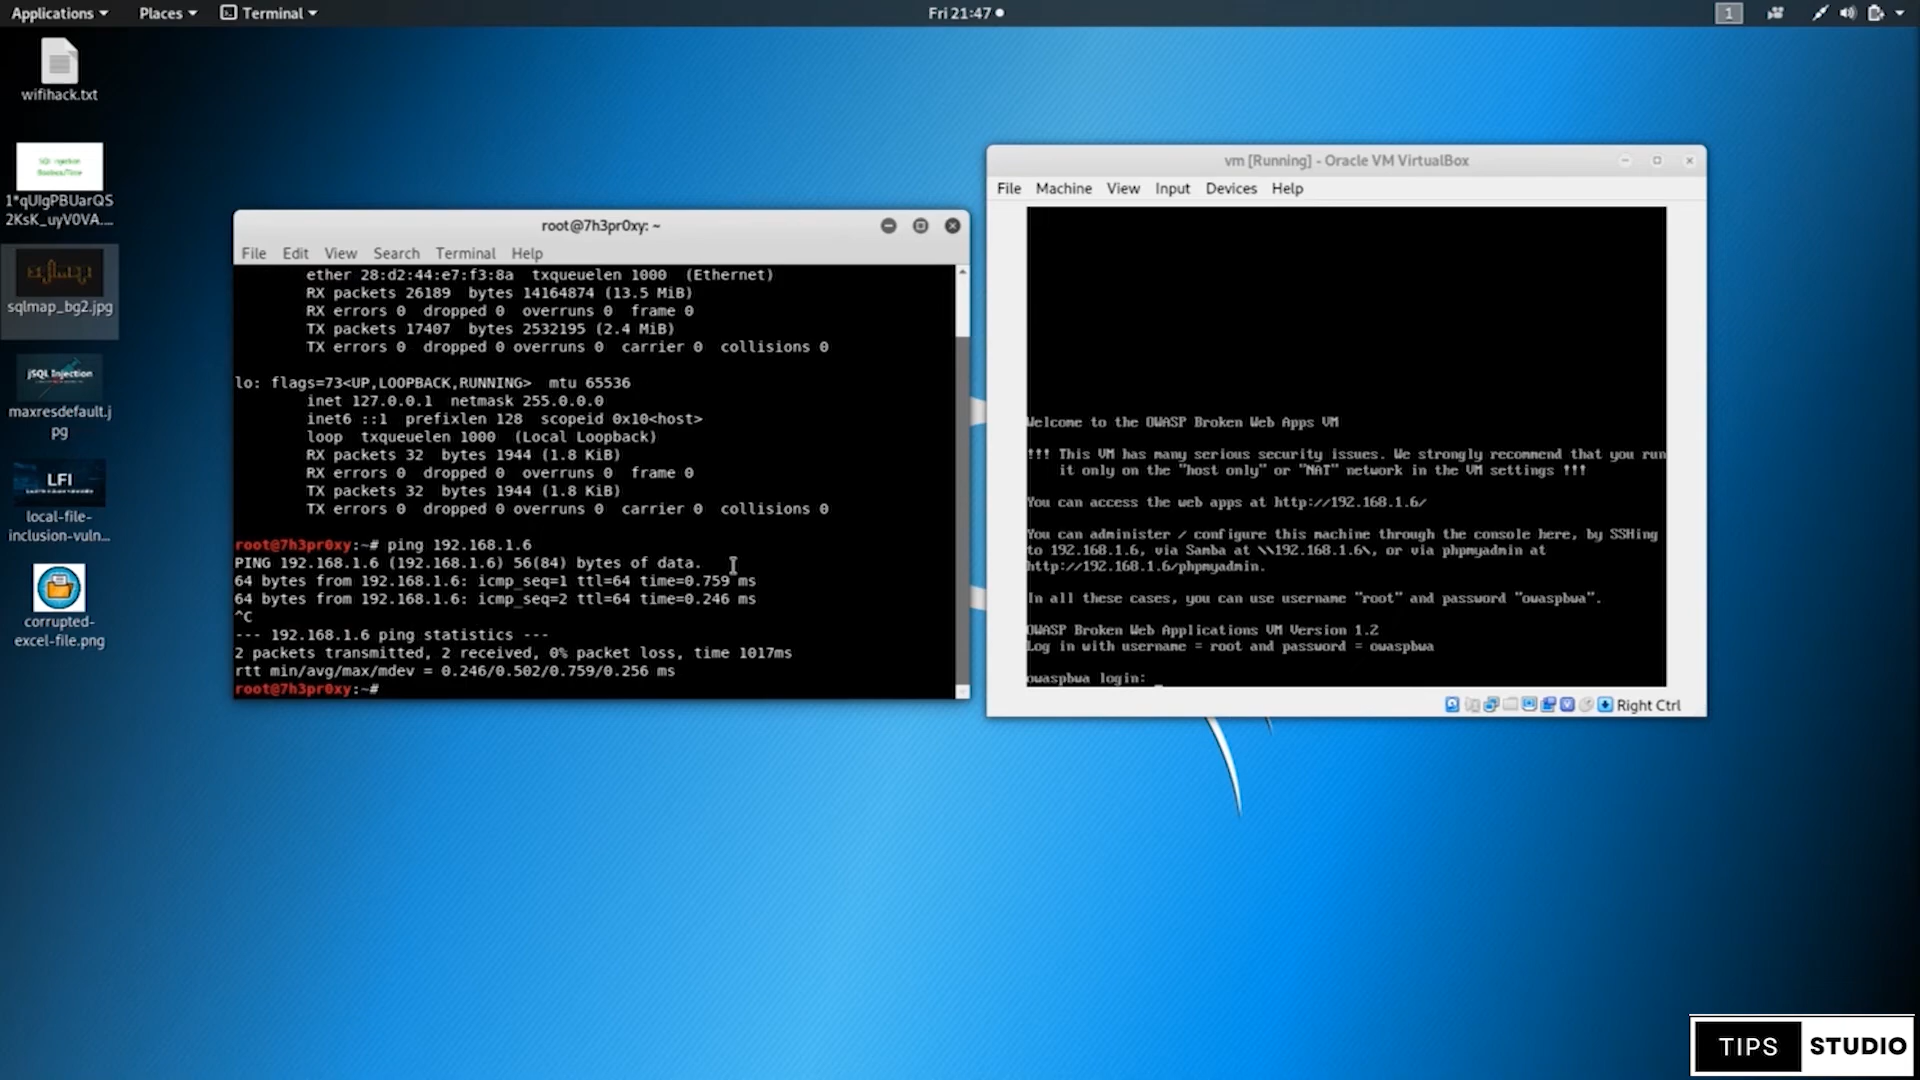 Applications
Places
Terminal
Fri 21:47
1
wifihack.txt
SQL Injection
1*qUIgPBUarQS
2KsK_uyV0VA....
sqlmap
sqlmap_bg2.jpg
jSQL Injection
maxresdefault.j
pg
LFI
local-file-
inclusion-vuln...
corrupted-
excel-file.png
root@7h3pr0xy: ~
File Edit View Search Terminal Help
ether 28:d2:44:e7:f3:8a txqueuelen 1000 (Ethernet)
RX packets 26189 bytes 14164874 (13.5 MiB)
RX errors 0 dropped 0 overruns 0 frame 0
TX packets 17407 bytes 2532195 (2.4 MiB)
TX errors 0 dropped 0 overruns 0 carrier 0 collisions 0
lo: flags=73<UP,LOOPBACK,RUNNING> mtu 65536
inet 127.0.0.1 netmask 255.0.0.0
inet6 ::1 prefixlen 128 scopeid 0x10<host>
loop txqueuelen 1000 (Local Loopback)
RX packets 32 bytes 1944 (1.8 KiB)
RX errors 0 dropped 0 overruns 0 frame 0
TX packets 32 bytes 1944 (1.8 KiB)
TX errors 0 dropped 0 overruns 0 carrier 0 collisions 0
root@7h3pr0xy:~# ping 192.168.1.6
PING 192.168.1.6 (192.168.1.6) 56(84) bytes of data.
64 bytes from 192.168.1.6: icmp_seq=1 ttl=64 time=0.759 ms
64 bytes from 192.168.1.6: icmp_seq=2 ttl=64 time=0.246 ms
^C
--- 192.168.1.6 ping statistics ---
2 packets transmitted, 2 received, 0% packet loss, time 1017ms
rtt min/avg/max/mdev = 0.246/0.502/0.759/0.256 ms
root@7h3pr0xy:~#
vm [Running] - Oracle VM VirtualBox
File Machine View Input Devices Help
Welcome to the OWASP Broken Web Apps VM
!!! This VM has many serious security issues. We strongly recommend that you run
it only on the "host only" or "NAT" network in the VM settings !!!
You can access the web apps at http://192.168.1.6/
You can administer / configure this machine through the console here, by SSHing
to 192.168.1.6, via Samba at \\192.168.1.6\, or via phpmyadmin at
http://192.168.1.6/phpmyadmin.
In all these cases, you can use username "root" and password "owaspbwa".
OWASP Broken Web Applications VM Version 1.2
Log in with username = root and password = owaspbwa
owaspbwa login: _
Right Ctrl
TIPS STUDIO